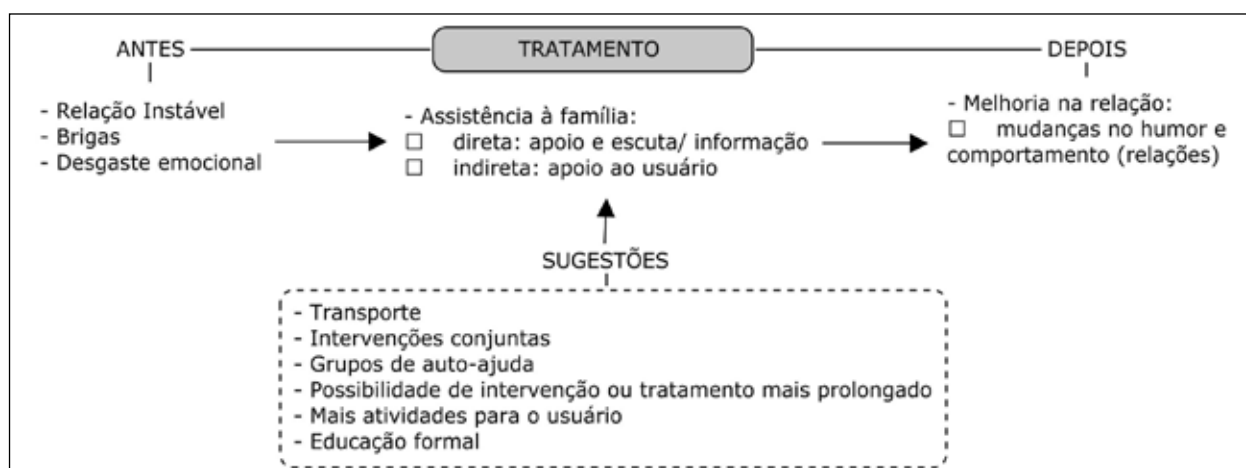 ANTES
TRATAMENTO
DEPOIS
- Relação Instável
- Brigas
- Desgaste emocional
- Assistência à família:
□ direta: apoio e escuta/ informação
□ indireta: apoio ao usuário
- Melhoria na relação:
□ mudanças no humor e
comportamento (relações)
SUGESTÕES
- Transporte
- Intervenções conjuntas
- Grupos de auto-ajuda
- Possibilidade de intervenção ou tratamento mais prolongado
- Mais atividades para o usuário
- Educação formal